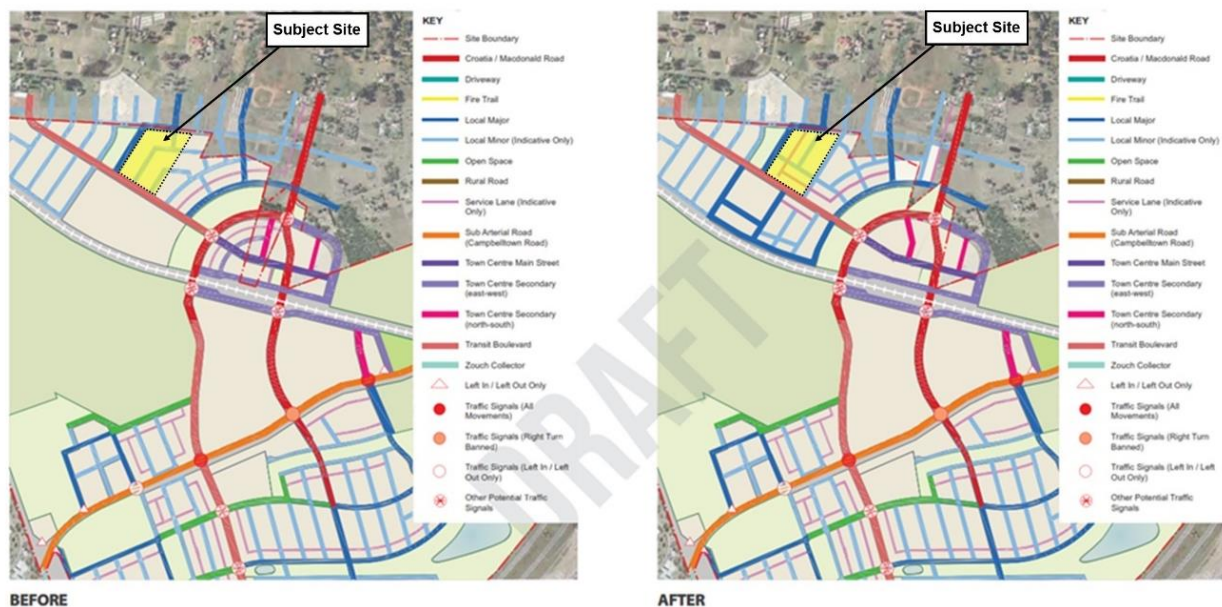 Subject Site
KEY
Site Boundary
Croatia / Macdonald Road
Driveway
Fire Trail
Local Major
Local Minor (Indicative Only)
Open Space
Rural Road
Service Lane (Indicative
Only)
Sub Arterial Road
(Campbelltown Road)
Town Centre Main Street
Town Centre Secondary
(east-west)
Town Centre Secondary
(north-south)
Transit Boulevard
Zouch Collector
Left In / Left Out Only
Traffic Signals (All
Movements)
Traffic Signals (Right Turn
Banned)
Traffic Signals (Left In / Left
Out Only)
Other Potential Traffic
Signals
BEFORE
DRAFT
Subject Site
KEY
Site Boundary
Croatia / Macdonald Road
Driveway
Fire Trail
Local Major
Local Minor (Indicative Only)
Open Space
Rural Road
Service Lane (Indicative
Only)
Sub Arterial Road
(Campbelltown Road)
Town Centre Main Street
Town Centre Secondary
(east-west)
Town Centre Secondary
(north-south)
Transit Boulevard
Zouch Collector
Left In / Left Out Only
Traffic Signals (All
Movements)
Traffic Signals (Right Turn
Banned)
Traffic Signals (Left In / Left
Out Only)
Other Potential Traffic
Signals
AFTER